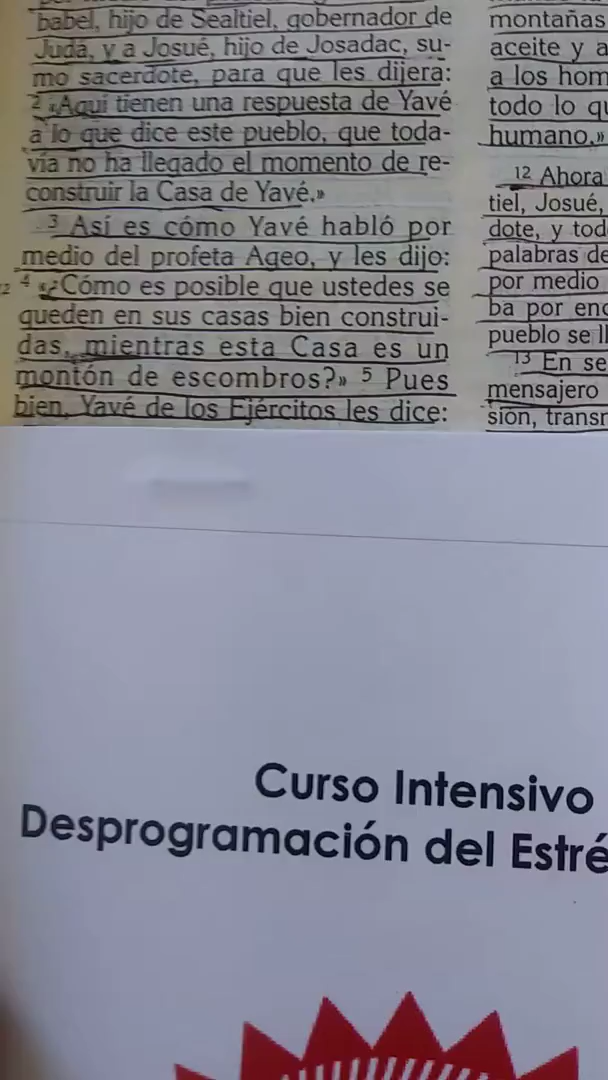 babel, hijo de Sealtiel, gobernador de
Judá, y a Josué, hijo de Josadac, su-
mo sacerdote, para que les dijera:
2 «Aquí tienen una respuesta de Yavé
a lo que dice este pueblo, que toda-
vía no ha llegado el momento de re-
construir la Casa de Yavé.»
3 Así es cómo Yavé habló por
medio del profeta Ageo, y les dijo:
4 «¿Cómo es posible que ustedes se
queden en sus casas bien construi-
das, mientras esta Casa es un
montón de escombros?» 5 Pues
bien, Yavé de los Ejércitos les dice:
montañas
aceite y a
a los hom
todo lo qu
humano.»
12 Ahora
tiel, Josué,
dote, y tod
palabras de
por medio
ba por enc
pueblo se ll
13 En se
mensajero
sión, transr
Curso Intensivo
Desprogramación del Estré